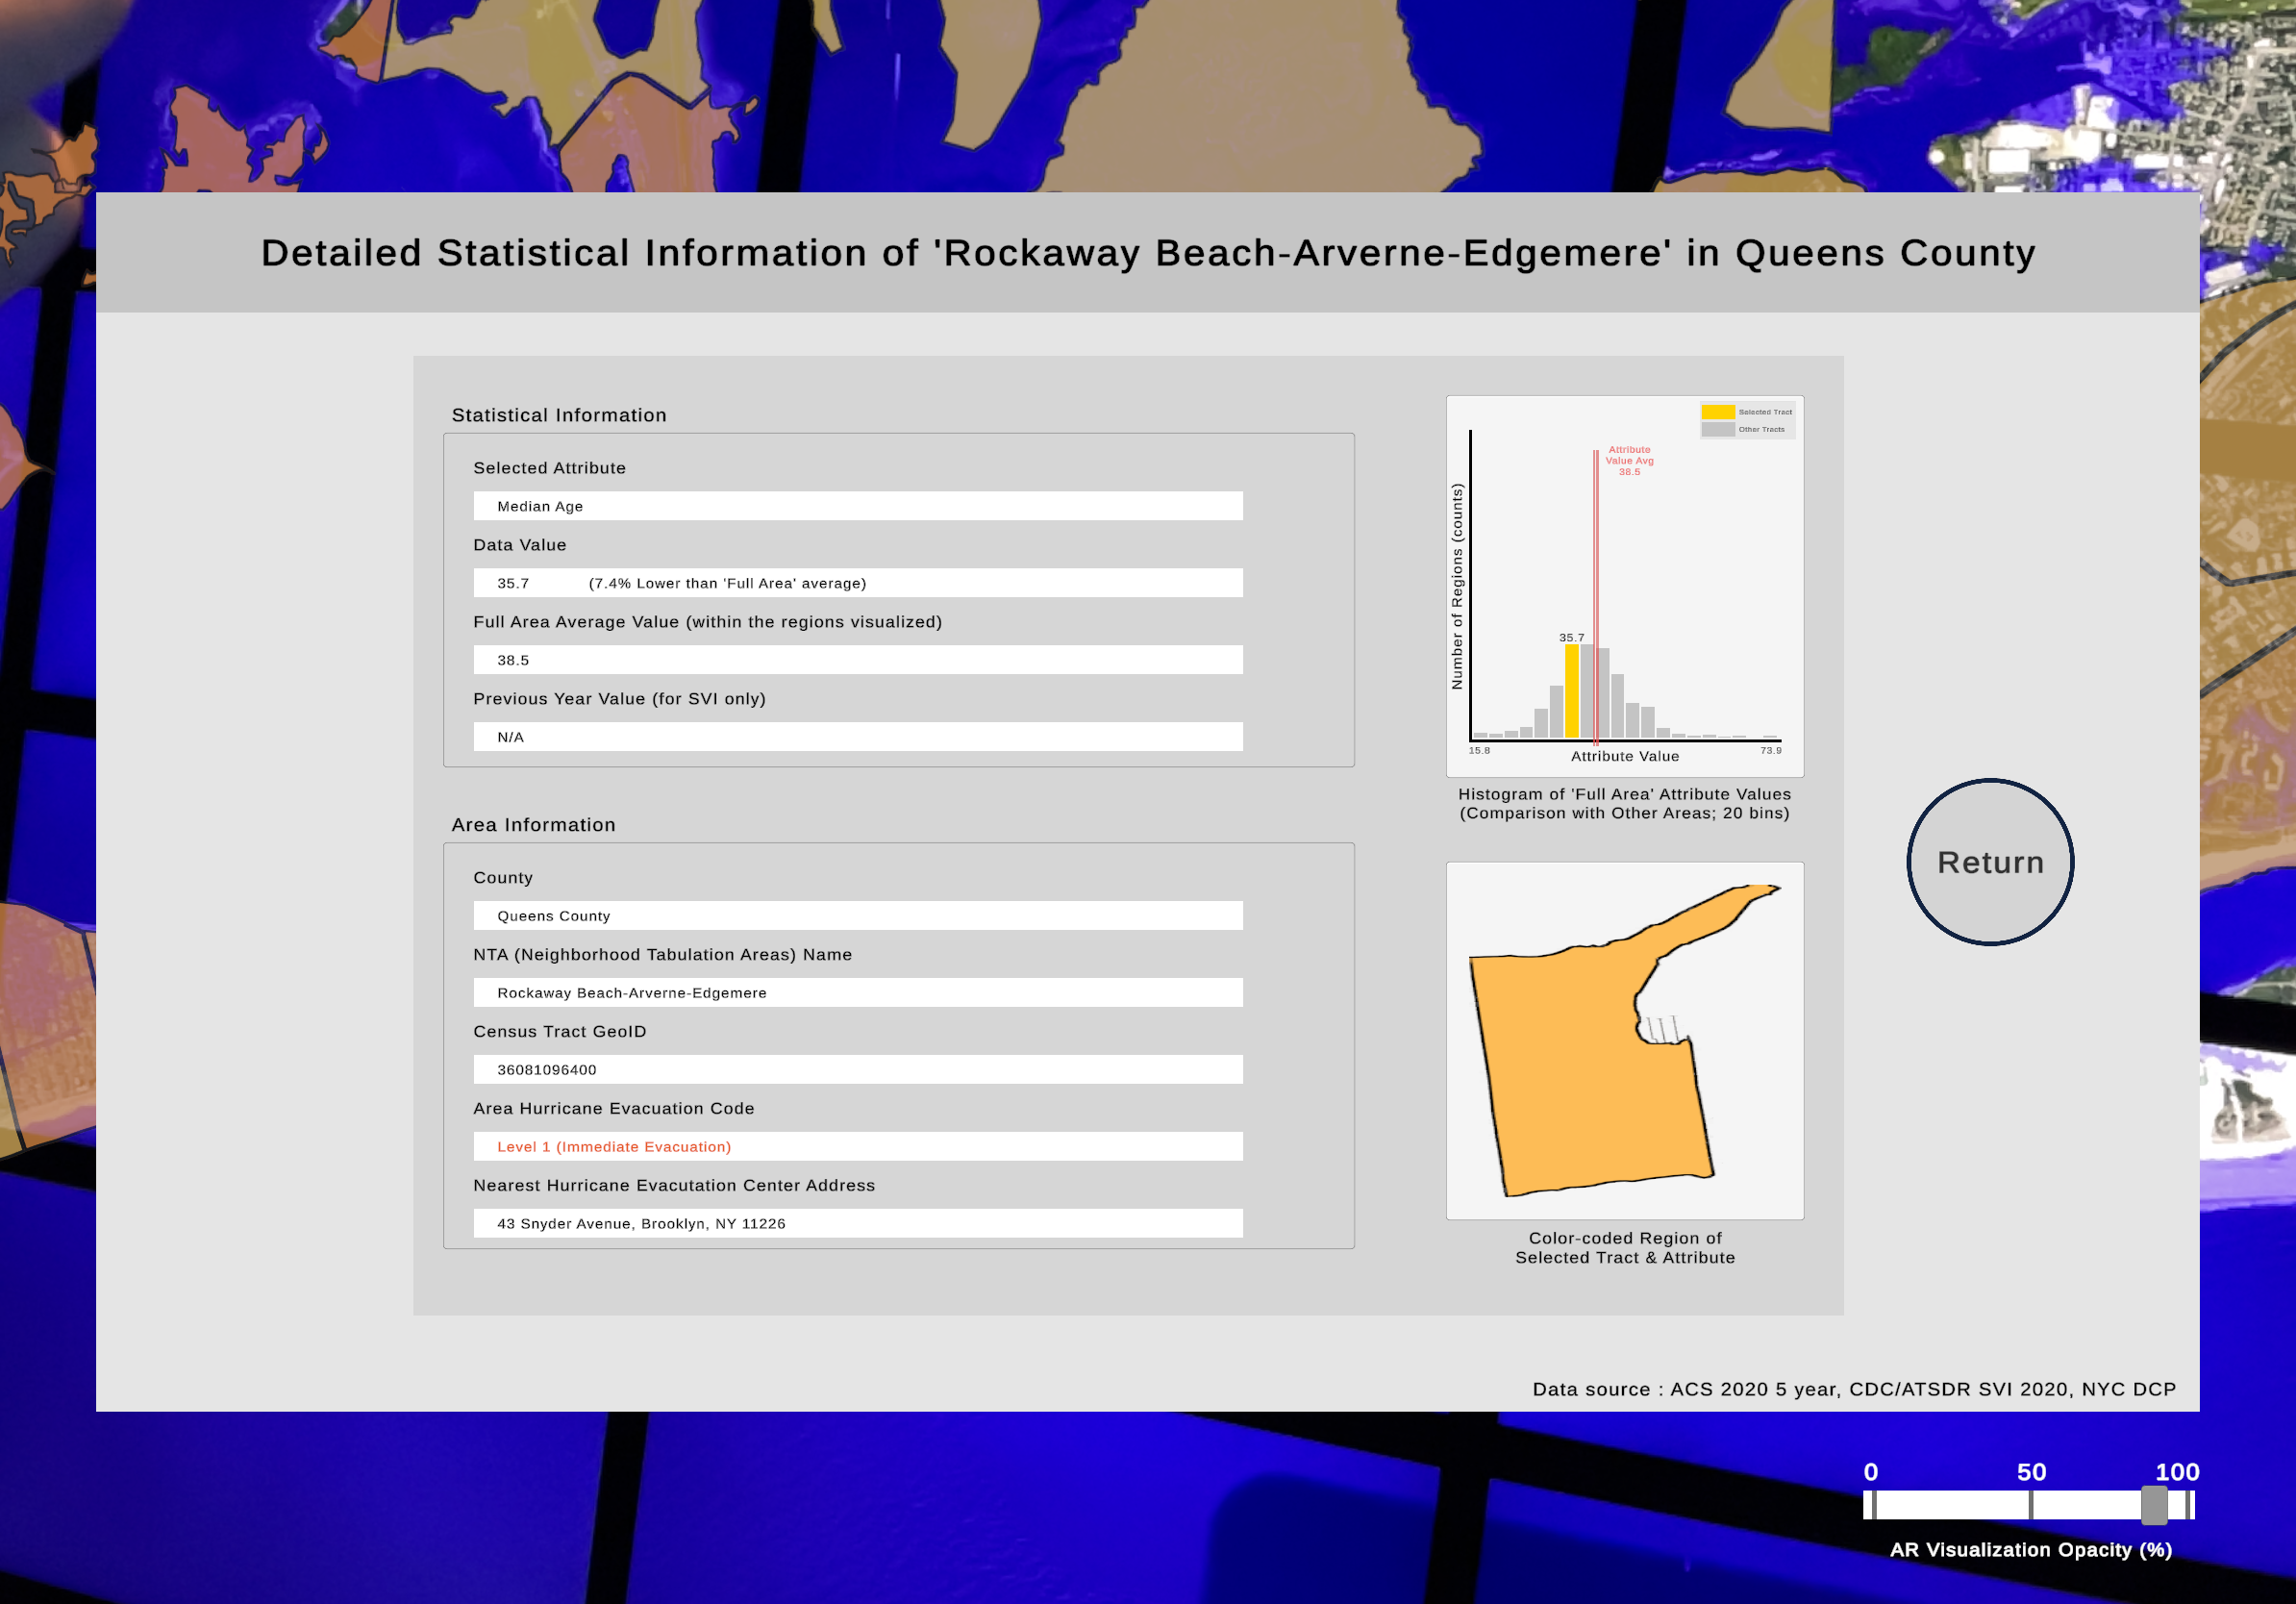 Detailed Statistical Information of 'Rockaway Beach-Arverne-Edgemere' in Queens County
Statistical Information
Selected Attribute
Median Age
Data Value
35.7 (7.4% Lower than 'Full Area' average)
Full Area Average Value (within the regions visualized)
38.5
Previous Year Value (for SVI only)
N/A
Area Information
County
Queens County
NTA (Neighborhood Tabulation Areas) Name
Rockaway Beach-Arverne-Edgemere
Census Tract GeoID
36081096400
Area Hurricane Evacuation Code
Level 1 (Immediate Evacuation)
Nearest Hurricane Evacutation Center Address
43 Snyder Avenue, Brooklyn, NY 11226
Selected Tract
Other Tracts
Attribute
Value Avg
38.5
Number of Regions (counts)
35.7
15.8
73.9
Attribute Value
Histogram of 'Full Area' Attribute Values
(Comparison with Other Areas; 20 bins)
Color-coded Region of
Selected Tract & Attribute
Return
Data source : ACS 2020 5 year, CDC/ATSDR SVI 2020, NYC DCP
0 50 100
AR Visualization Opacity (%)